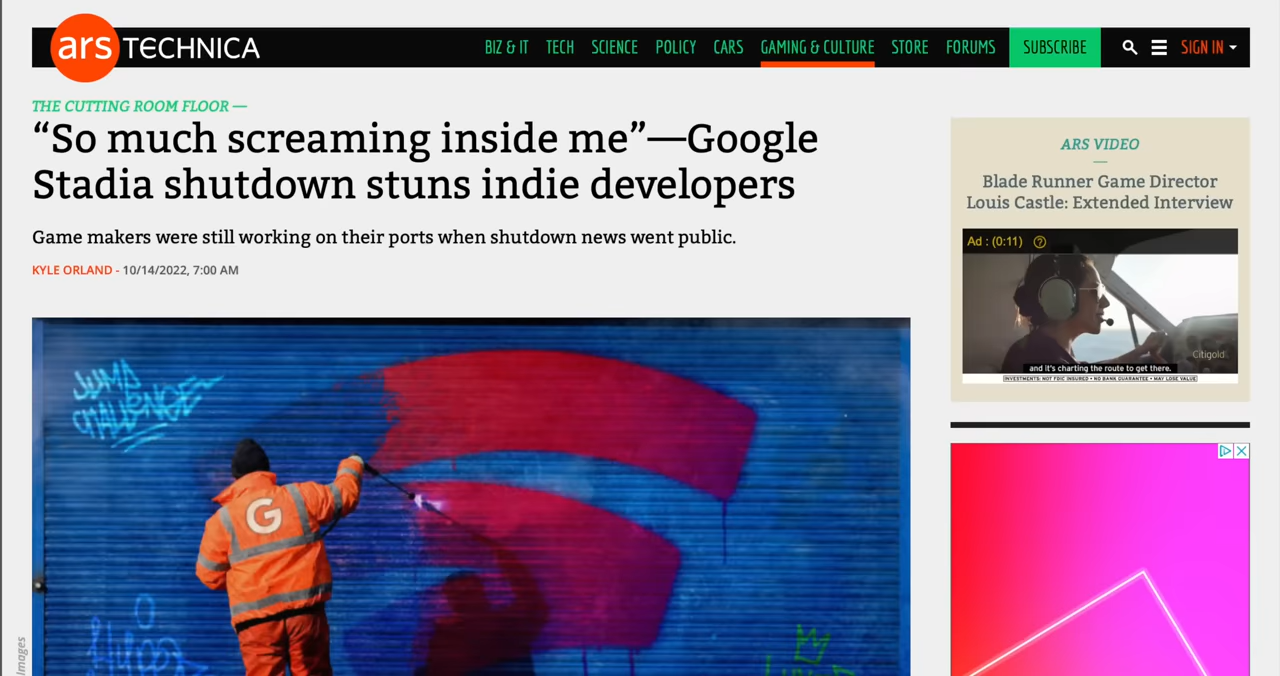 ars TECHNICA
BIZ & IT TECH SCIENCE POLICY CARS GAMING & CULTURE STORE FORUMS SUBSCRIBE SIGN IN
THE CUTTING ROOM FLOOR —
“So much screaming inside me”—Google
Stadia shutdown stuns indie developers
Game makers were still working on their ports when shutdown news went public.
KYLE ORLAND - 10/14/2022, 7:00 AM
JUMP
CHALLENGE
G
Images
ARS VIDEO
Blade Runner Game Director
Louis Castle: Extended Interview
Ad : (0:11)
Citigold
and it's charting the route to get there.
INVESTMENTS: NOT FDIC INSURED • NO BANK GUARANTEE • MAY LOSE VALUE